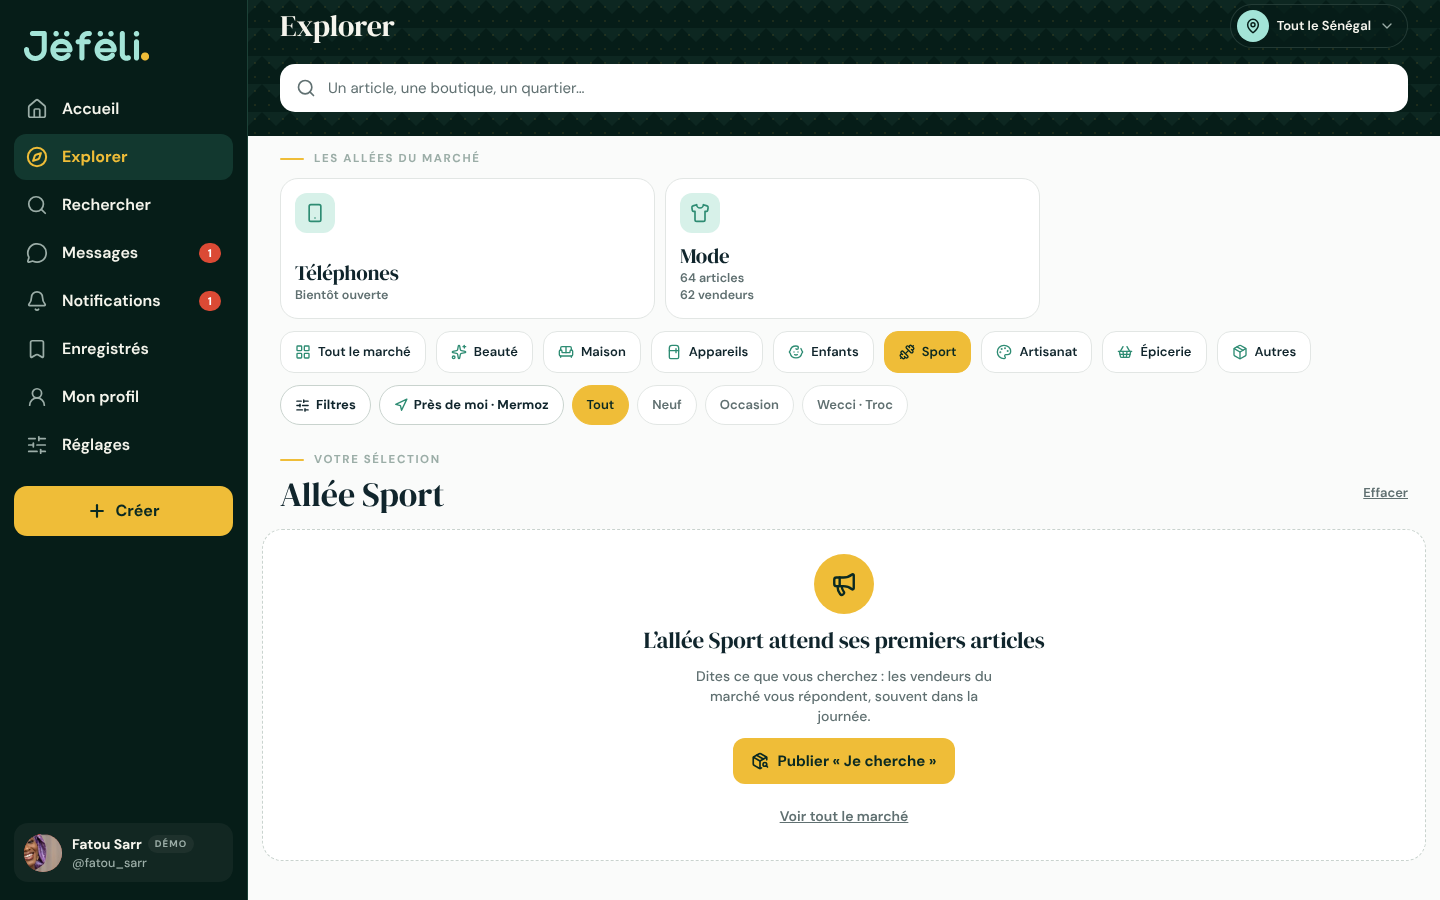 Jëfëli.
Explorer
Tout le Sénégal
Un article, une boutique, un quartier...
Accueil
Explorer
Rechercher
Messages 1
Notifications 1
Enregistrés
Mon profil
Réglages
Créer
Fatou Sarr DÉMO
@fatou_sarr
LES ALLÉES DU MARCHÉ
Téléphones
Bientôt ouverte
Mode
64 articles
62 vendeurs
Tout le marché Beauté Maison Appareils Enfants Sport Artisanat Épicerie Autres
Filtres Près de moi · Mermoz Tout Neuf Occasion Wecci · Troc
VOTRE SÉLECTION
Allée Sport
Effacer
L'allée Sport attend ses premiers articles
Dites ce que vous cherchez : les vendeurs du
marché vous répondent, souvent dans la
journée.
Publier « Je cherche »
Voir tout le marché